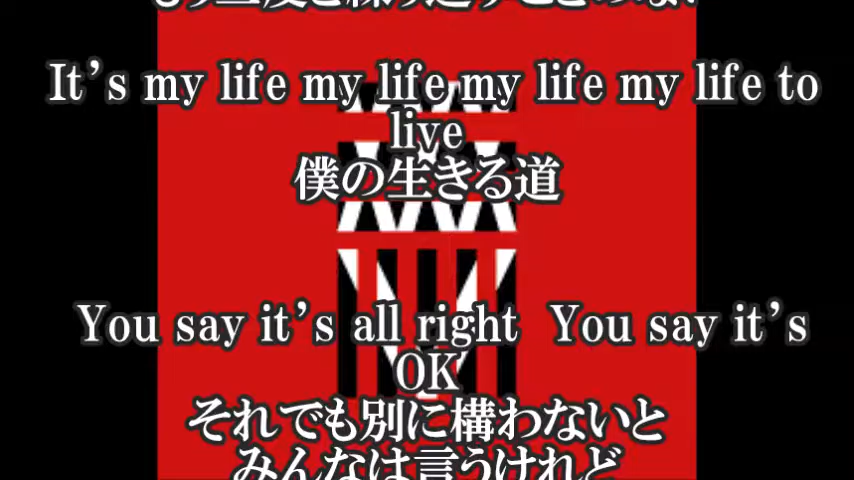 もう二度と繰り返すことのない
It’s my life my life my life my life to
live
僕の生きる道
You say it’s all right You say it’s
OK
それでも別に構わないと
みんなは言うけれど